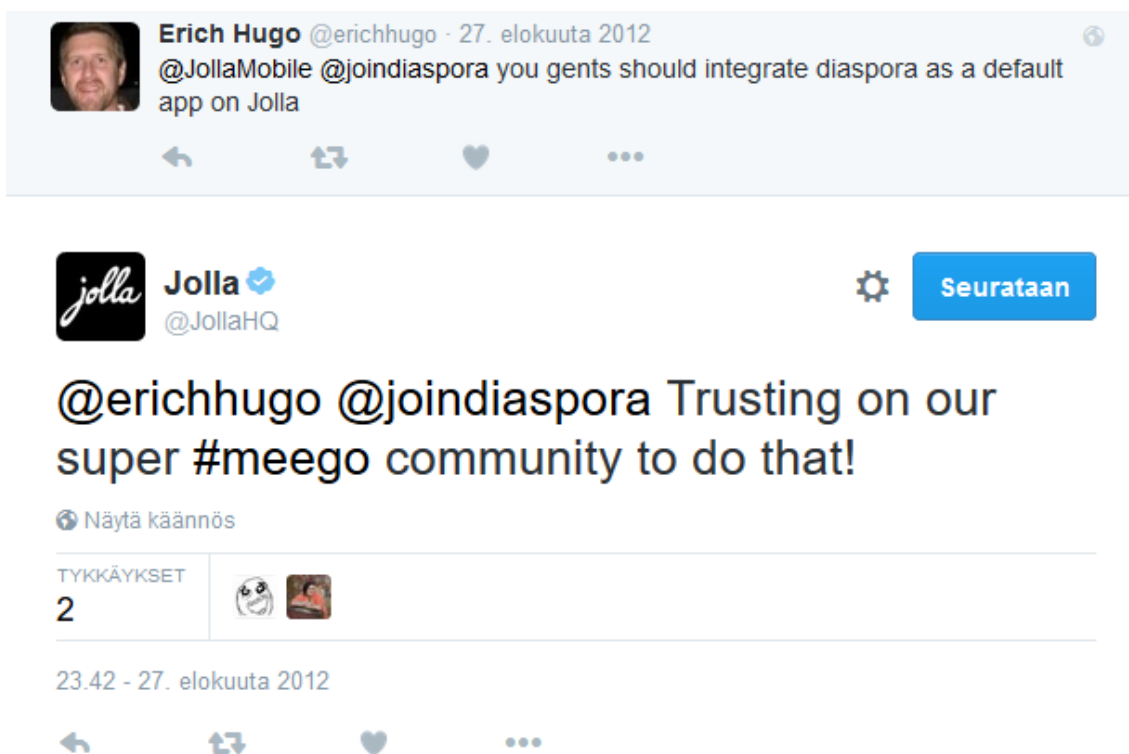 Erich Hugo @erichhugo · 27. elokuuta 2012
@JollaMobile @joindiaspora you gents should integrate diaspora as a default
app on Jolla
jolla
Jolla
@JollaHQ
Seurataan
@erichhugo @joindiaspora Trusting on our
super #meego community to do that!
Näytä käännös
TYKKÄYKSET
2
23.42 - 27. elokuuta 2012